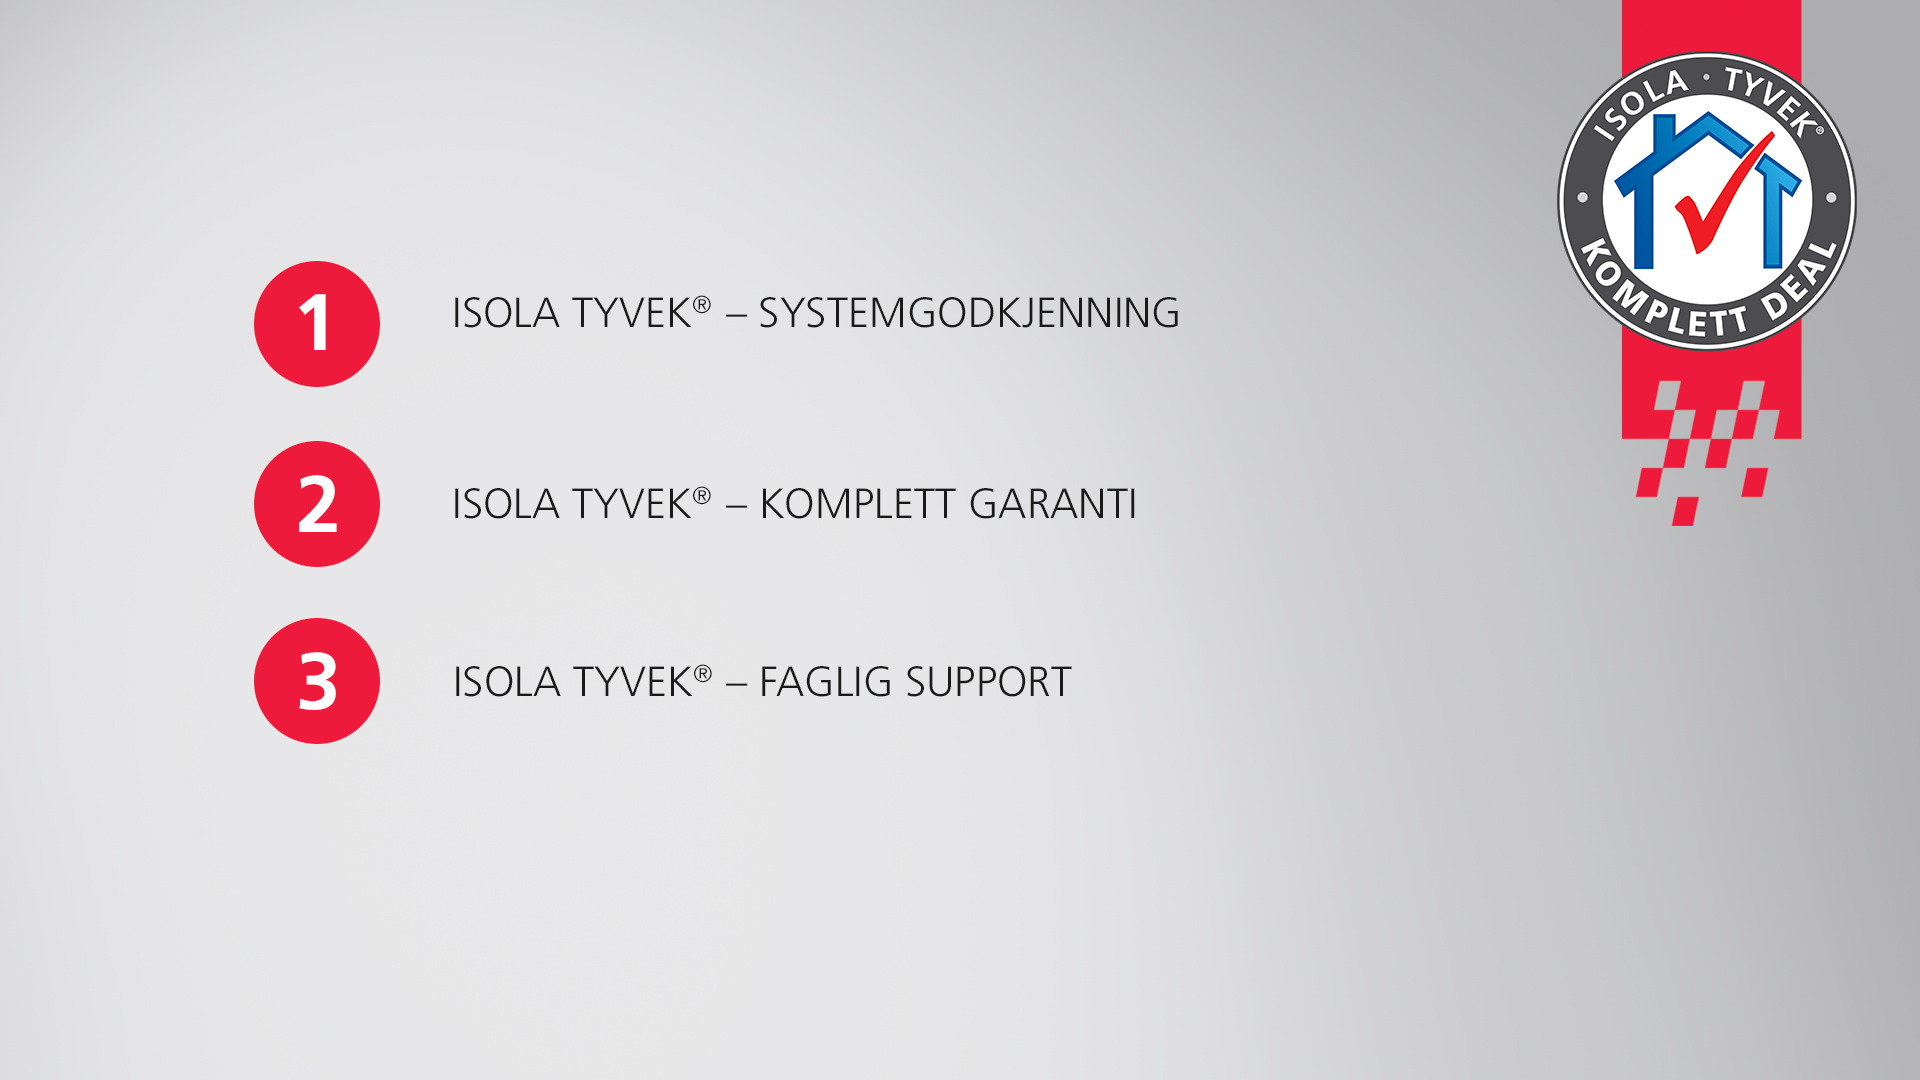 ISOLA · TYVEK®
KOMPLETT DEAL
1 ISOLA TYVEK® – SYSTEMGODKJENNING
2 ISOLA TYVEK® – KOMPLETT GARANTI
3 ISOLA TYVEK® – FAGLIG SUPPORT